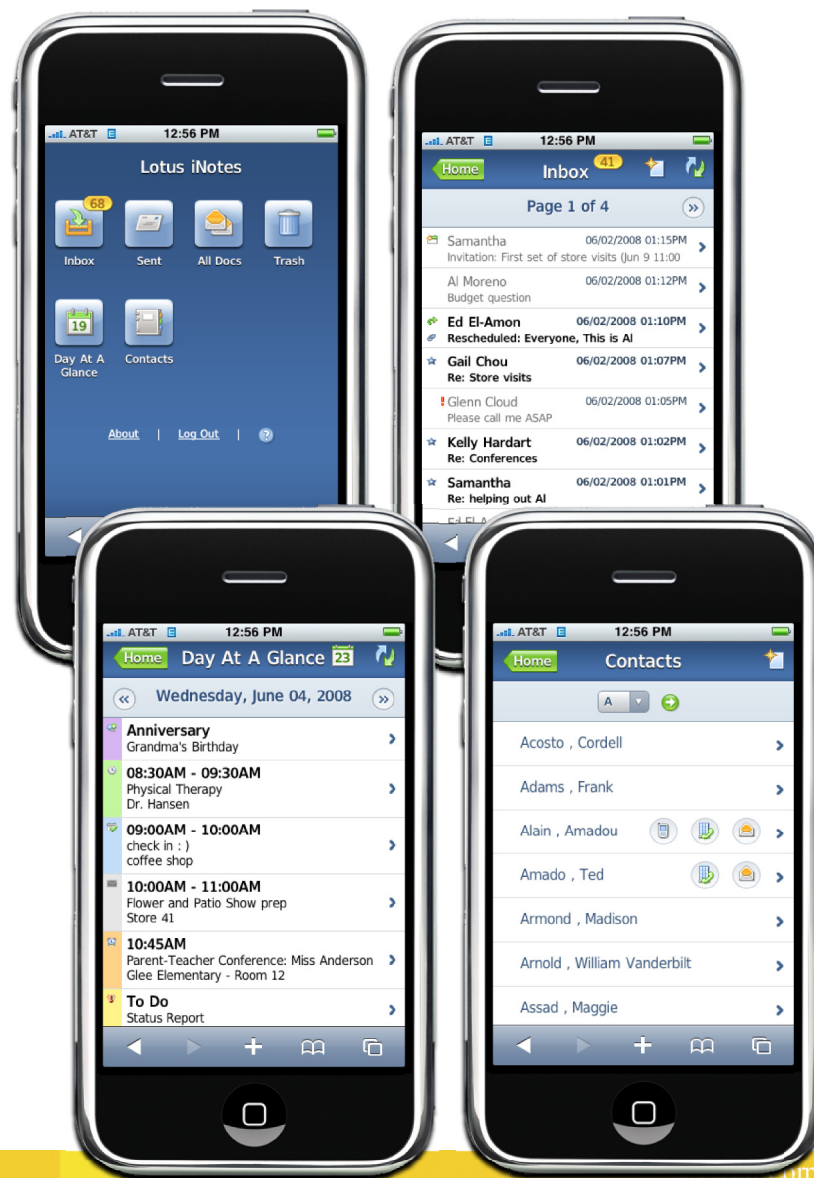 AT&T 12:56 PM
Lotus iNotes
68
Inbox Sent All Docs Trash
19
Day At A
Glance
Contacts
About | Log Out | ?
AT&T 12:56 PM
Home Inbox 41
Page 1 of 4
Samantha 06/02/2008 01:15PM
Invitation: First set of store visits (Jun 9 11:00
Al Moreno 06/02/2008 01:12PM
Budget question
Ed El-Amon 06/02/2008 01:10PM
Rescheduled: Everyone, This is Al
Gail Chou 06/02/2008 01:07PM
Re: Store visits
! Glenn Cloud 06/02/2008 01:05PM
Please call me ASAP
Kelly Hardart 06/02/2008 01:02PM
Re: Conferences
Samantha 06/02/2008 01:01PM
Re: helping out Al
AT&T 12:56 PM
Home Day At A Glance 23
Wednesday, June 04, 2008
Anniversary
Grandma's Birthday
08:30AM - 09:30AM
Physical Therapy
Dr. Hansen
09:00AM - 10:00AM
check in : )
coffee shop
10:00AM - 11:00AM
Flower and Patio Show prep
Store 41
10:45AM
Parent-Teacher Conference: Miss Anderson
Glee Elementary - Room 12
To Do
Status Report
AT&T 12:56 PM
Home Contacts
A
Acosto , Cordell
Adams , Frank
Alain , Amadou
Amado , Ted
Armond , Madison
Arnold , William Vanderbilt
Assad , Maggie